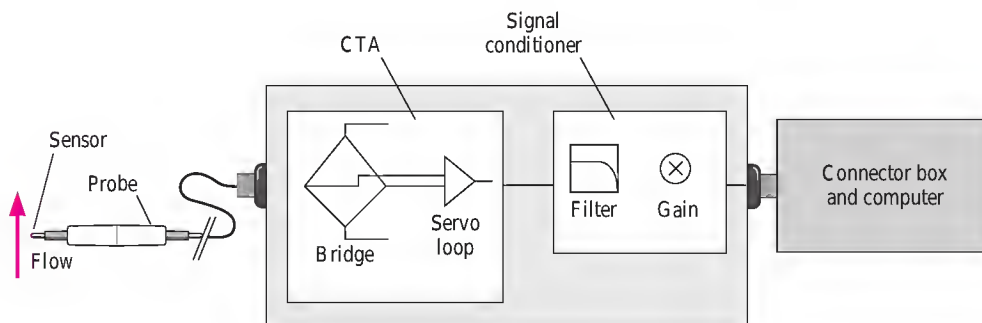 CTA
Signal
conditioner
Sensor
Probe
Flow
Bridge
Servo
loop
Filter
Gain
Connector box
and computer